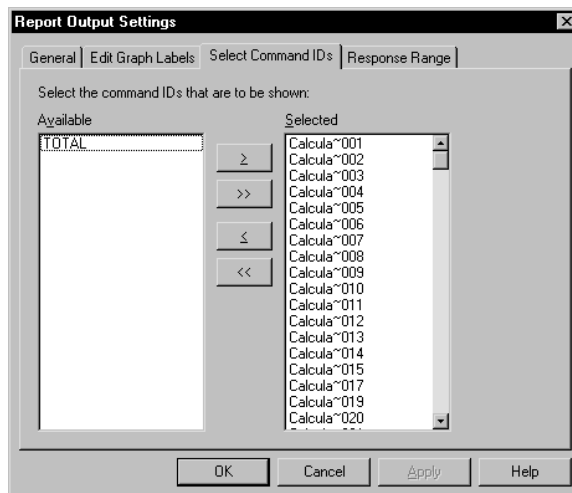 Report Output Settings
General Edit Graph Labels Select Command IDs Response Range
Select the command IDs that are to be shown:
Available
TOTAL
>
>>
<
<<
Selected
Calcula~001
Calcula~002
Calcula~003
Calcula~004
Calcula~005
Calcula~006
Calcula~007
Calcula~008
Calcula~009
Calcula~010
Calcula~011
Calcula~012
Calcula~013
Calcula~014
Calcula~015
Calcula~017
Calcula~019
Calcula~020
OK Cancel Apply Help